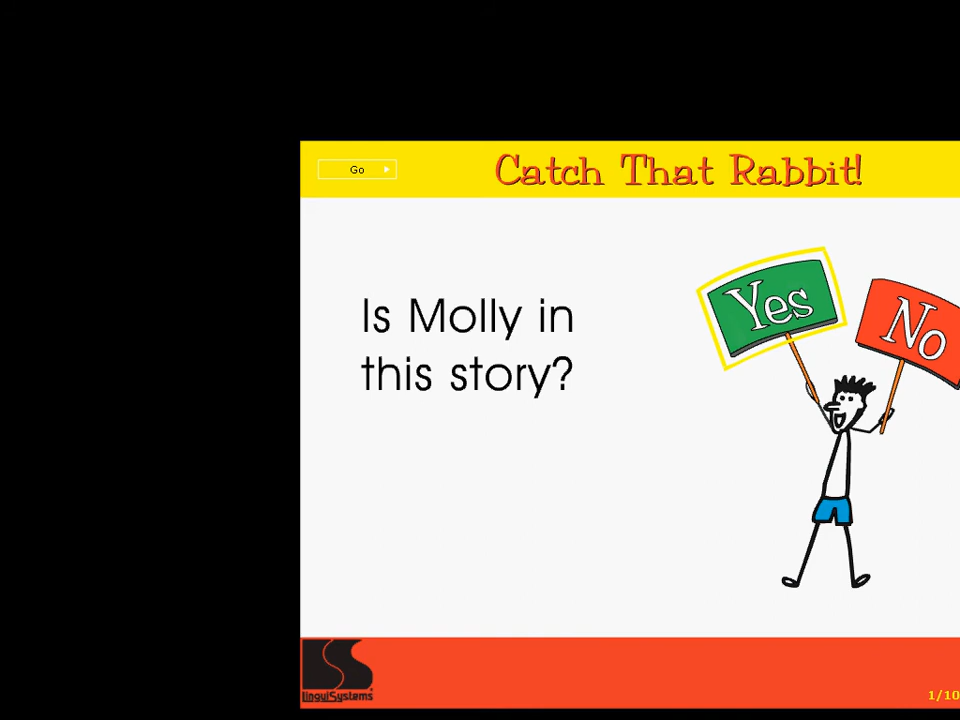 Go
Catch That Rabbit!
Yes
No
Is Molly in
this story?
LinguiSystems
1/10